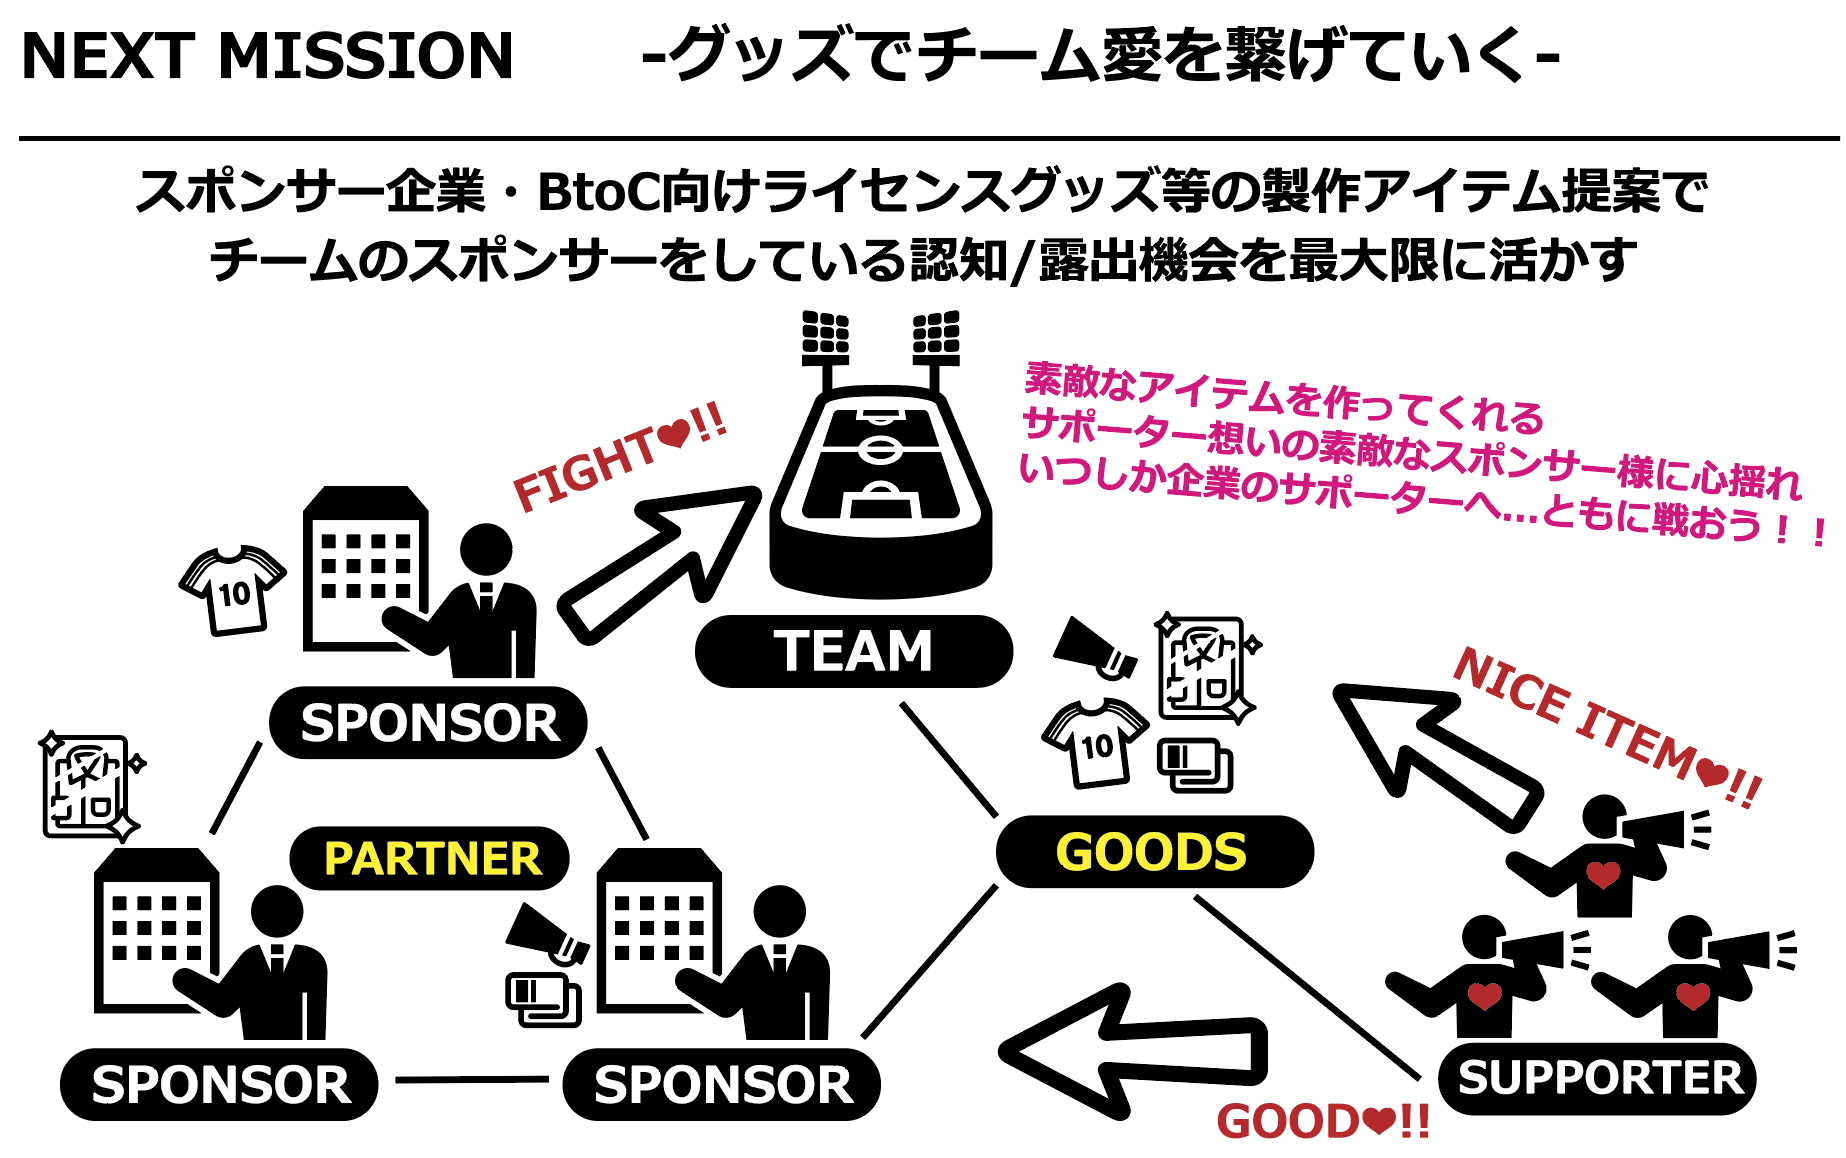 NEXT MISSION -グッズでチーム愛を繋げていく-
スポンサー企業・BtoC向けライセンスグッズ等の製作アイテム提案で
チームのスポンサーをしている認知/露出機会を最大限に活かす
素敵なアイテムを作ってくれる
サポーター想いの素敵なスポンサー様に心揺れ
いつしか企業のサポーターへ…ともに戦おう！！
FIGHT♥!!
10
TEAM
SPONSOR
10
NICE ITEM♥!!
PARTNER
GOODS
SPONSOR
SPONSOR
SUPPORTER
GOOD♥!!